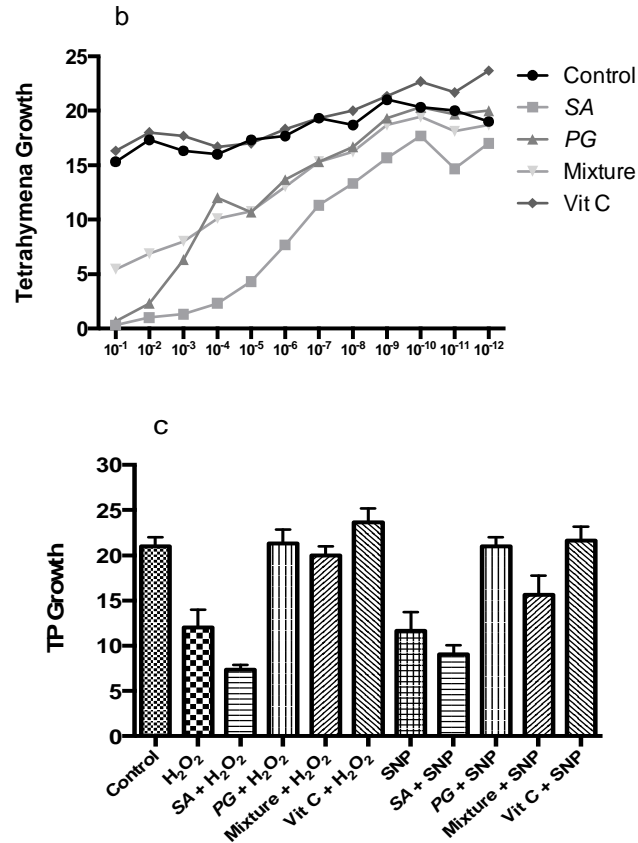 b
25
20
15
10
5
0
Tetrahymena Growth
10-1
10-2
10-3
10-4
10-5
10-6
10-7
10-8
10-9
10-10
10-11
10-12
Control
SA
PG
Mixture
Vit C
c
30
25
20
15
10
5
0
TP Growth
Control
H2O2
SA + H2O2
PG + H2O2
Mixture + H2O2
Vit C + H2O2
SNP
SA + SNP
PG + SNP
Mixture + SNP
Vit C + SNP